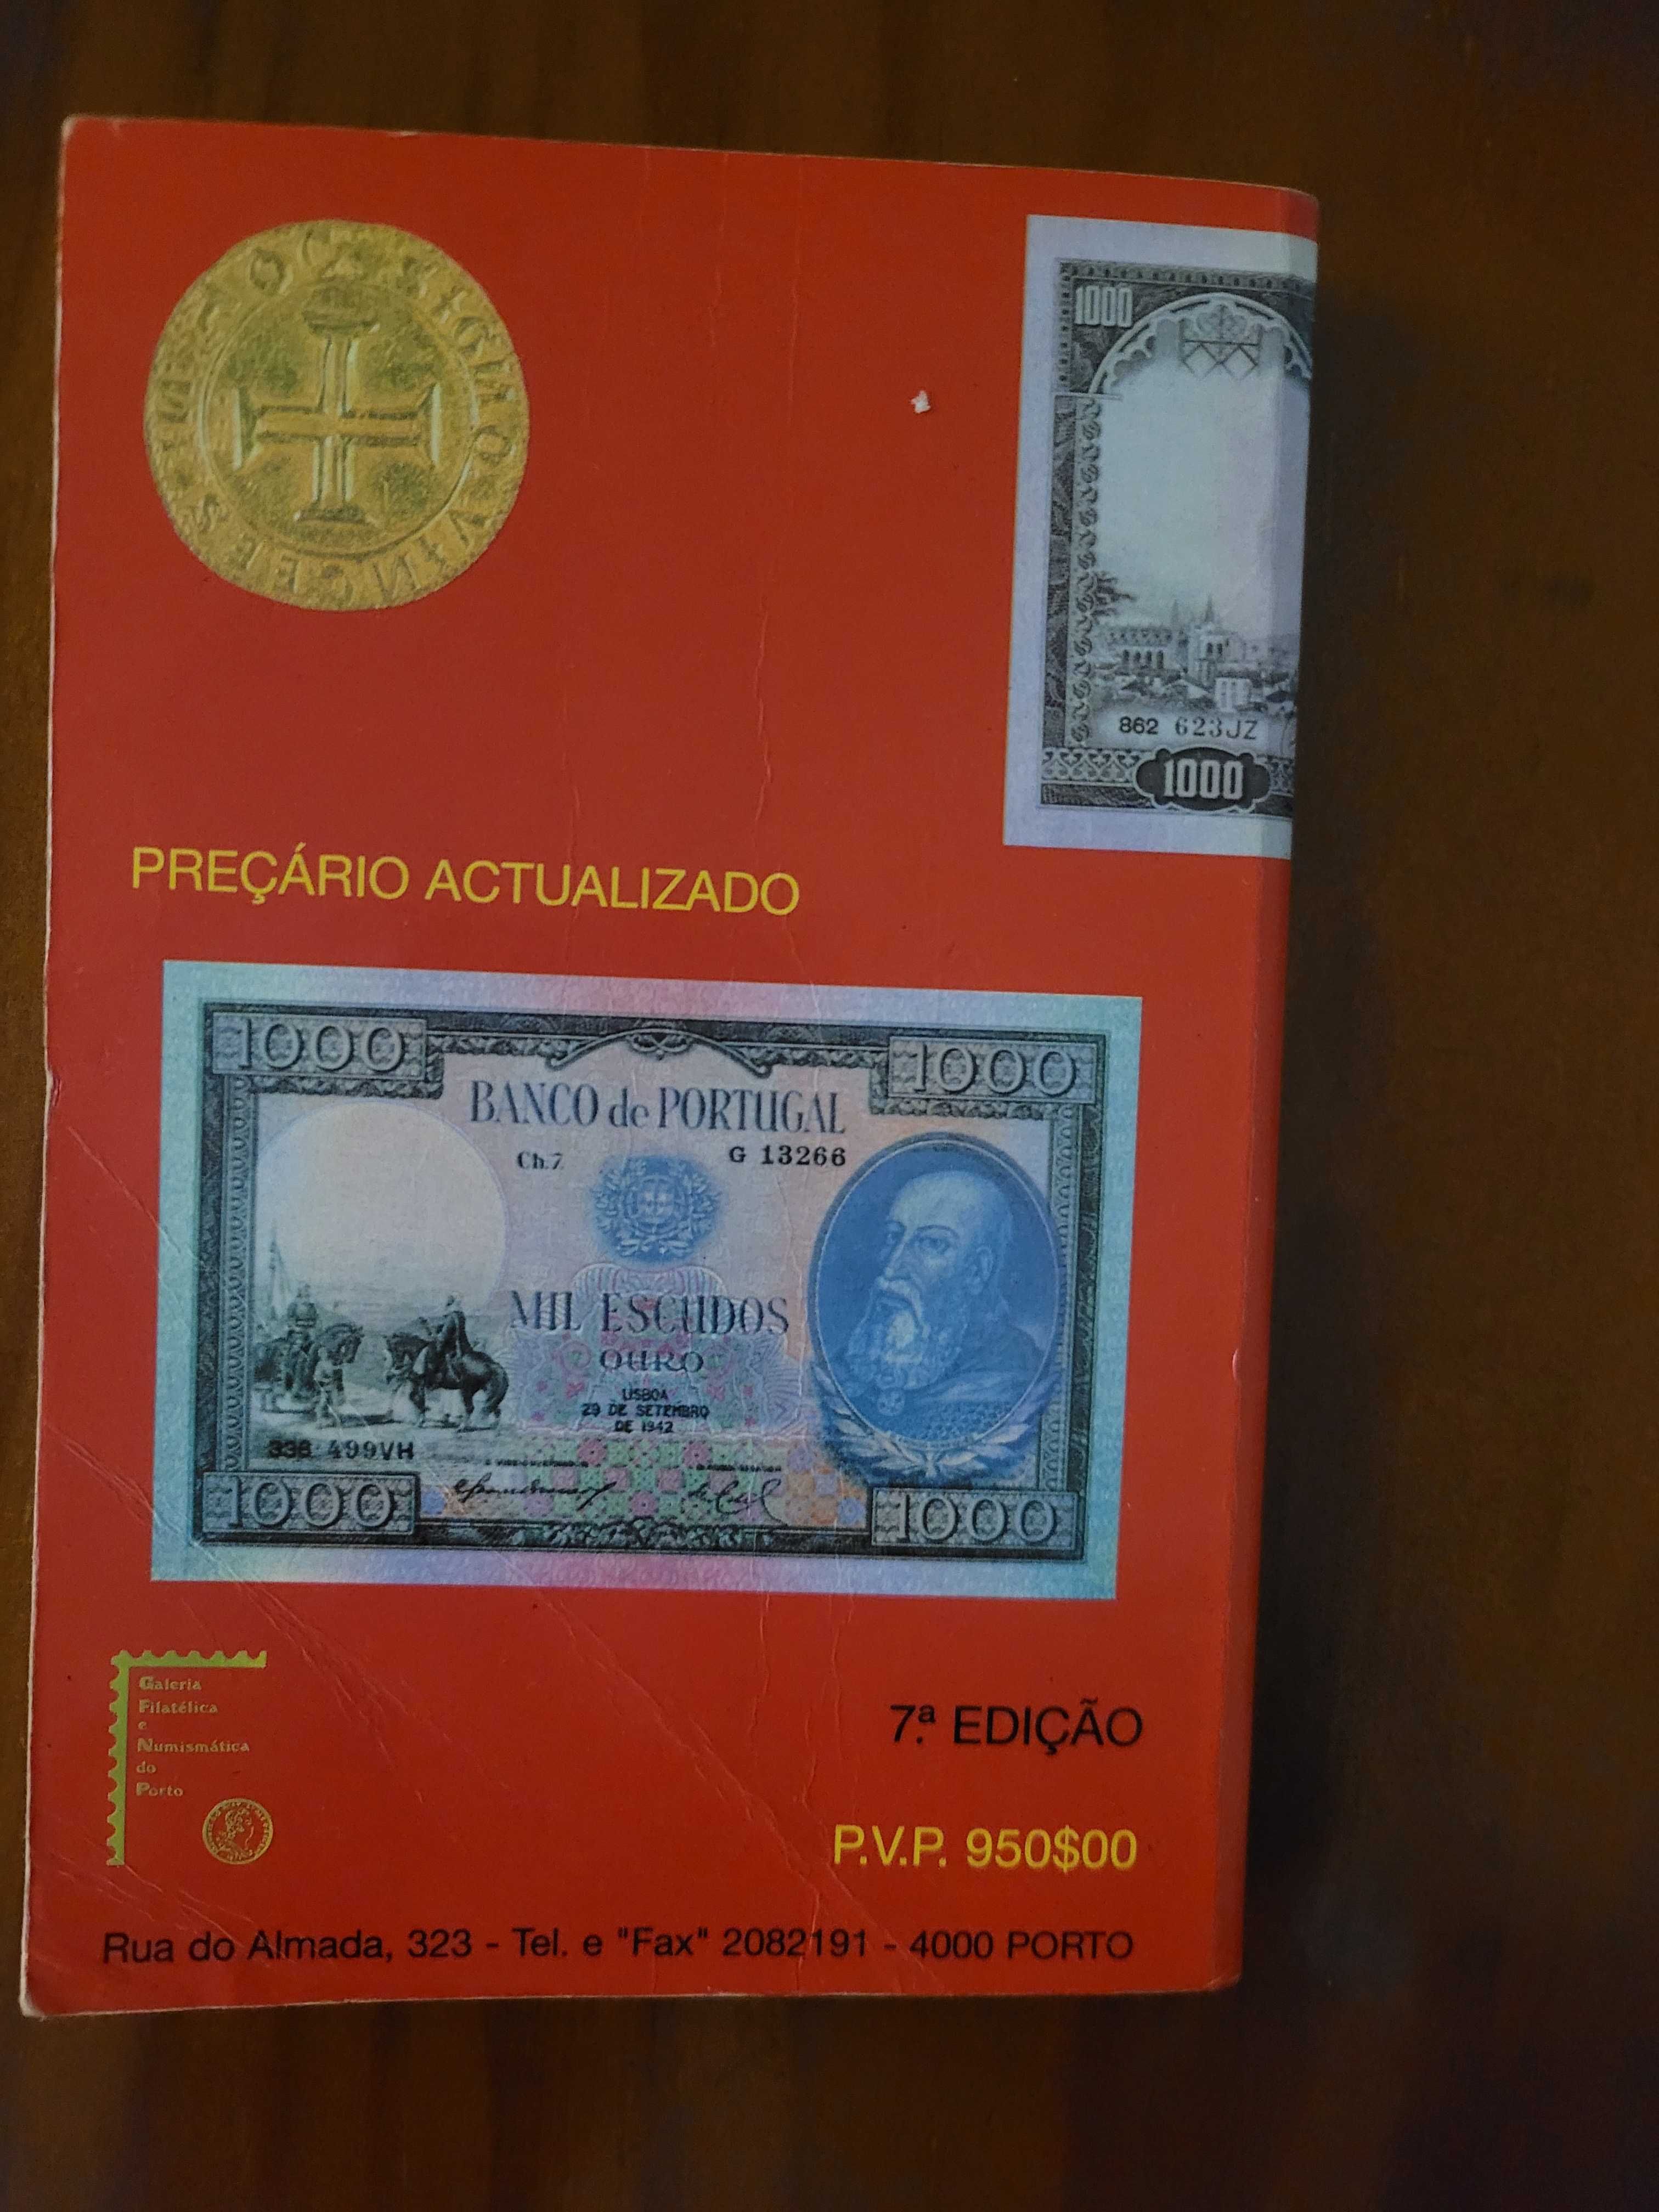 1000
862 623JZ
1000
PREÇÁRIO ACTUALIZADO
1000 1000
BANCO de PORTUGAL
Ch. 7 G 13266
MIL ESCUDOS
OURO
LISBOA
29 DE SETEMBRO
DE 1942
338 499VH
1000 1000
Galeria
Filatélica
e
Numismática
do
Porto
7.ª EDIÇÃO
P.V.P. 950$00
Rua do Almada, 323 - Tel. e "Fax" 2082191 - 4000 PORTO